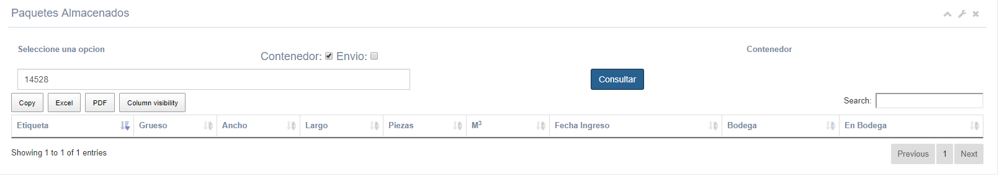 Paquetes Almacenados
Seleccione una opcion
Contenedor: Envio:
Contenedor
14528
Consultar
Copy Excel PDF Column visibility
Search:
Etiqueta Grueso Ancho Largo Piezas M³ Fecha Ingreso Bodega En Bodega
Showing 1 to 1 of 1 entries
Previous 1 Next